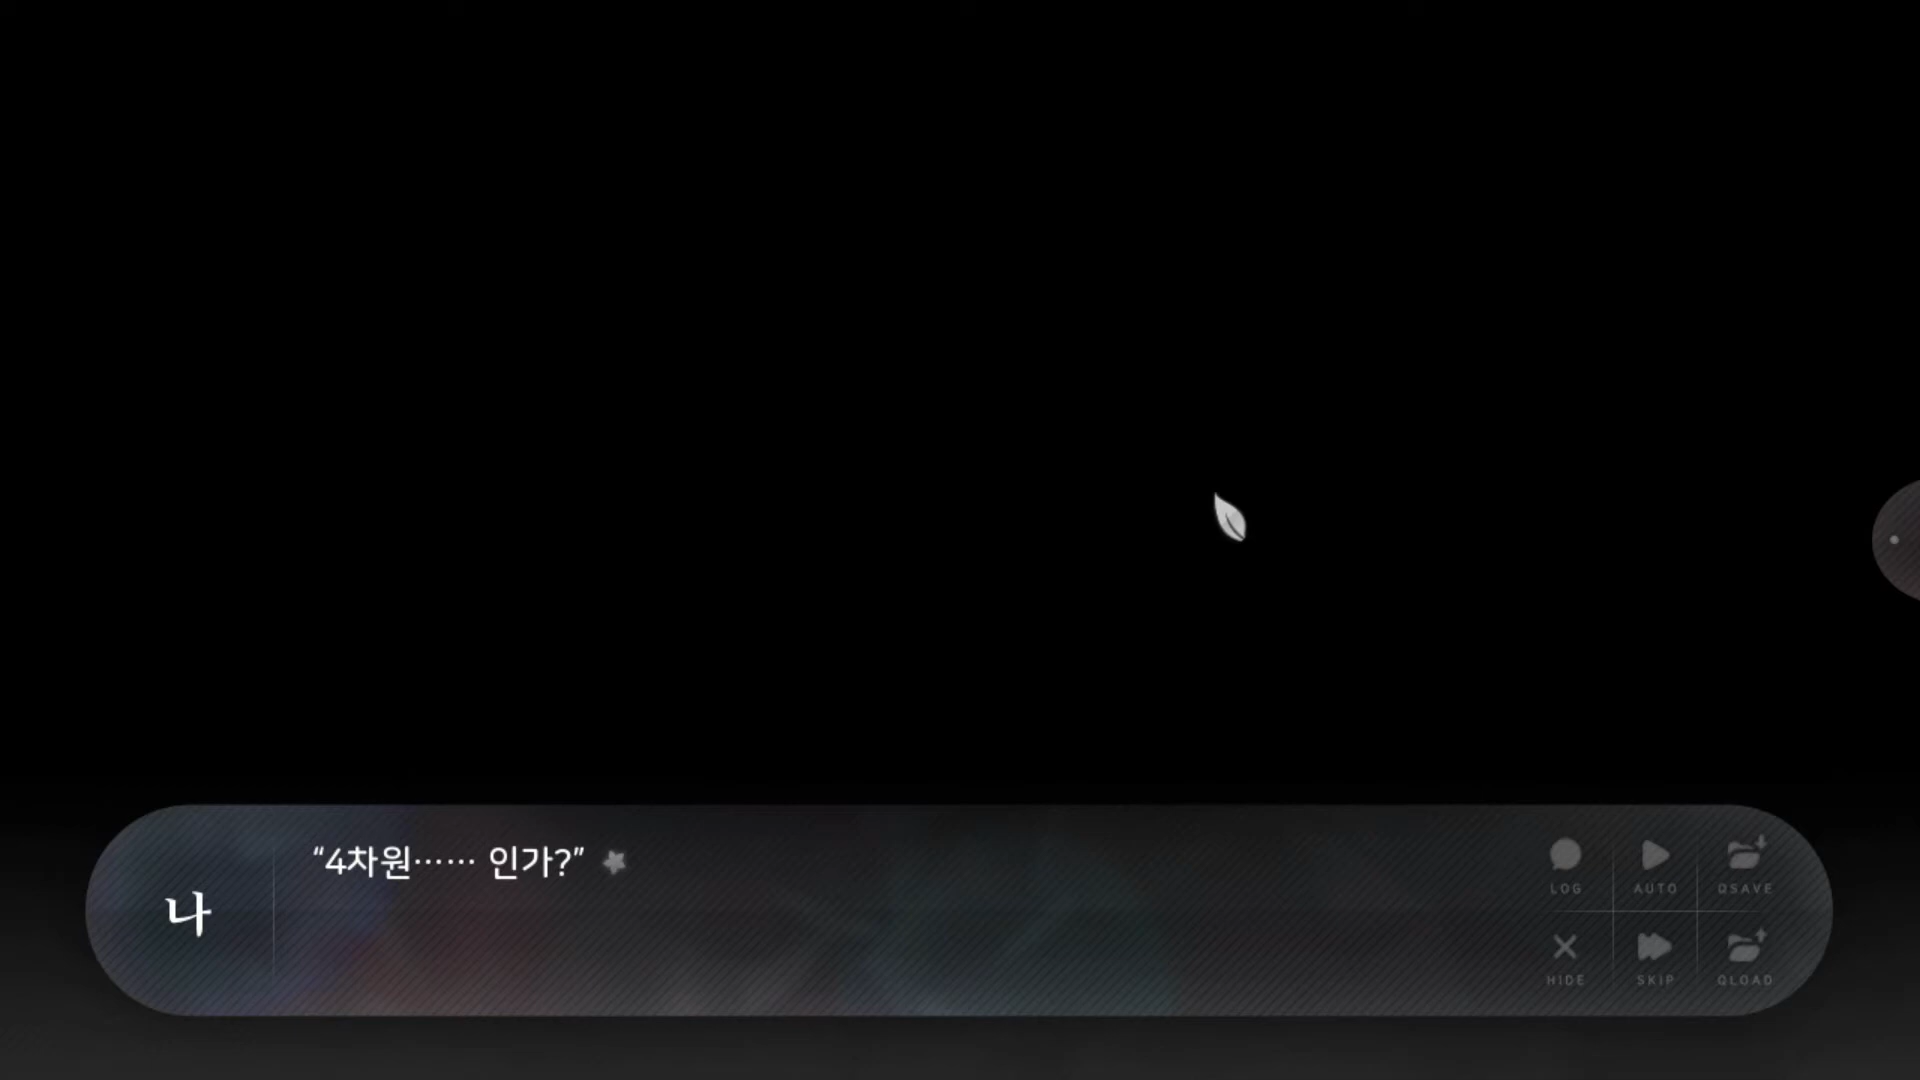 “4차원…… 인가?”
나
LOG
AUTO
QSAVE
HIDE
SKIP
QLOAD